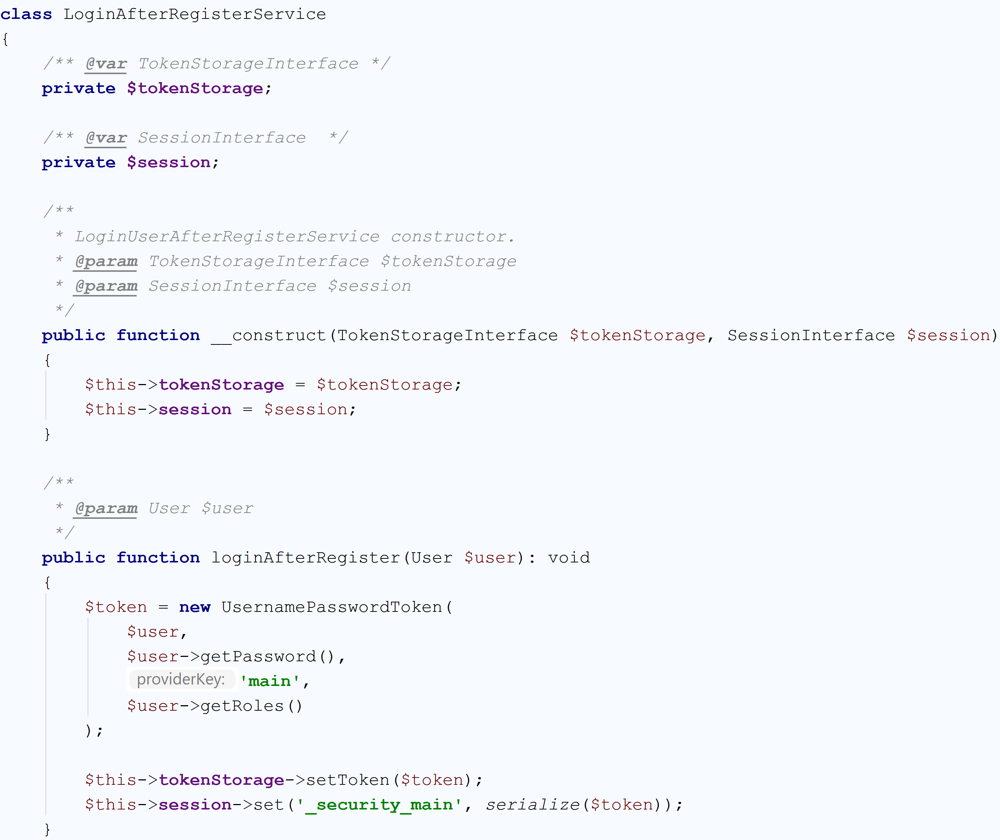 class LoginAfterRegisterService
{
    /** @var TokenStorageInterface */
    private $tokenStorage;

    /** @var SessionInterface  */
    private $session;

    /**
     * LoginUserAfterRegisterService constructor.
     * @param TokenStorageInterface $tokenStorage
     * @param SessionInterface $session
     */
    public function __construct(TokenStorageInterface $tokenStorage, SessionInterface $session)
    {
        $this->tokenStorage = $tokenStorage;
        $this->session = $session;
    }

    /**
     * @param User $user
     */
    public function loginAfterRegister(User $user): void
    {
        $token = new UsernamePasswordToken(
            $user,
            $user->getPassword(),
            providerKey: 'main',
            $user->getRoles()
        );

        $this->tokenStorage->setToken($token);
        $this->session->set('_security_main', serialize($token));
    }